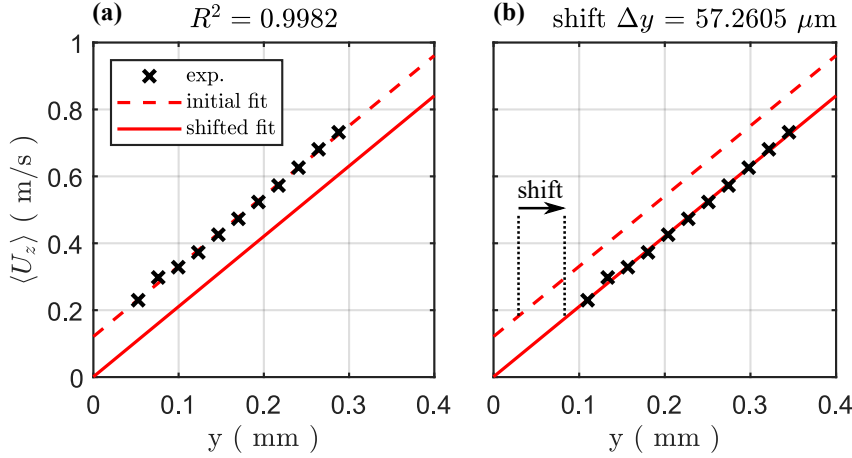 (a) R² = 0.9982
(b) shift Δy = 57.2605 μm
1
0.8
0.6
0.4
0.2
0
⟨U_z⟩ ( m/s )
exp.
initial fit
shifted fit
0 0.1 0.2 0.3 0.4
y ( mm )
shift
0 0.1 0.2 0.3 0.4
y ( mm )